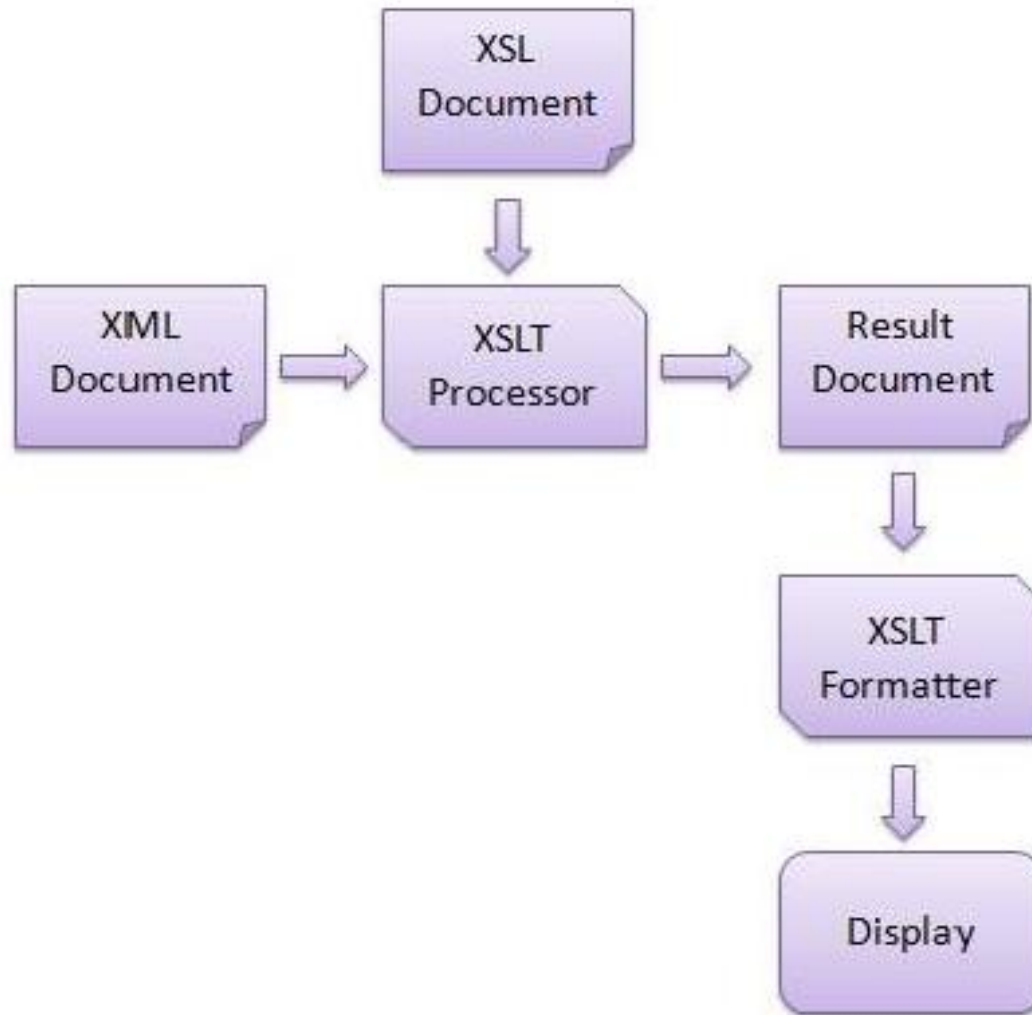 XSL
Document
XML
Document
XSLT
Processor
Result
Document
XSLT
Formatter
Display